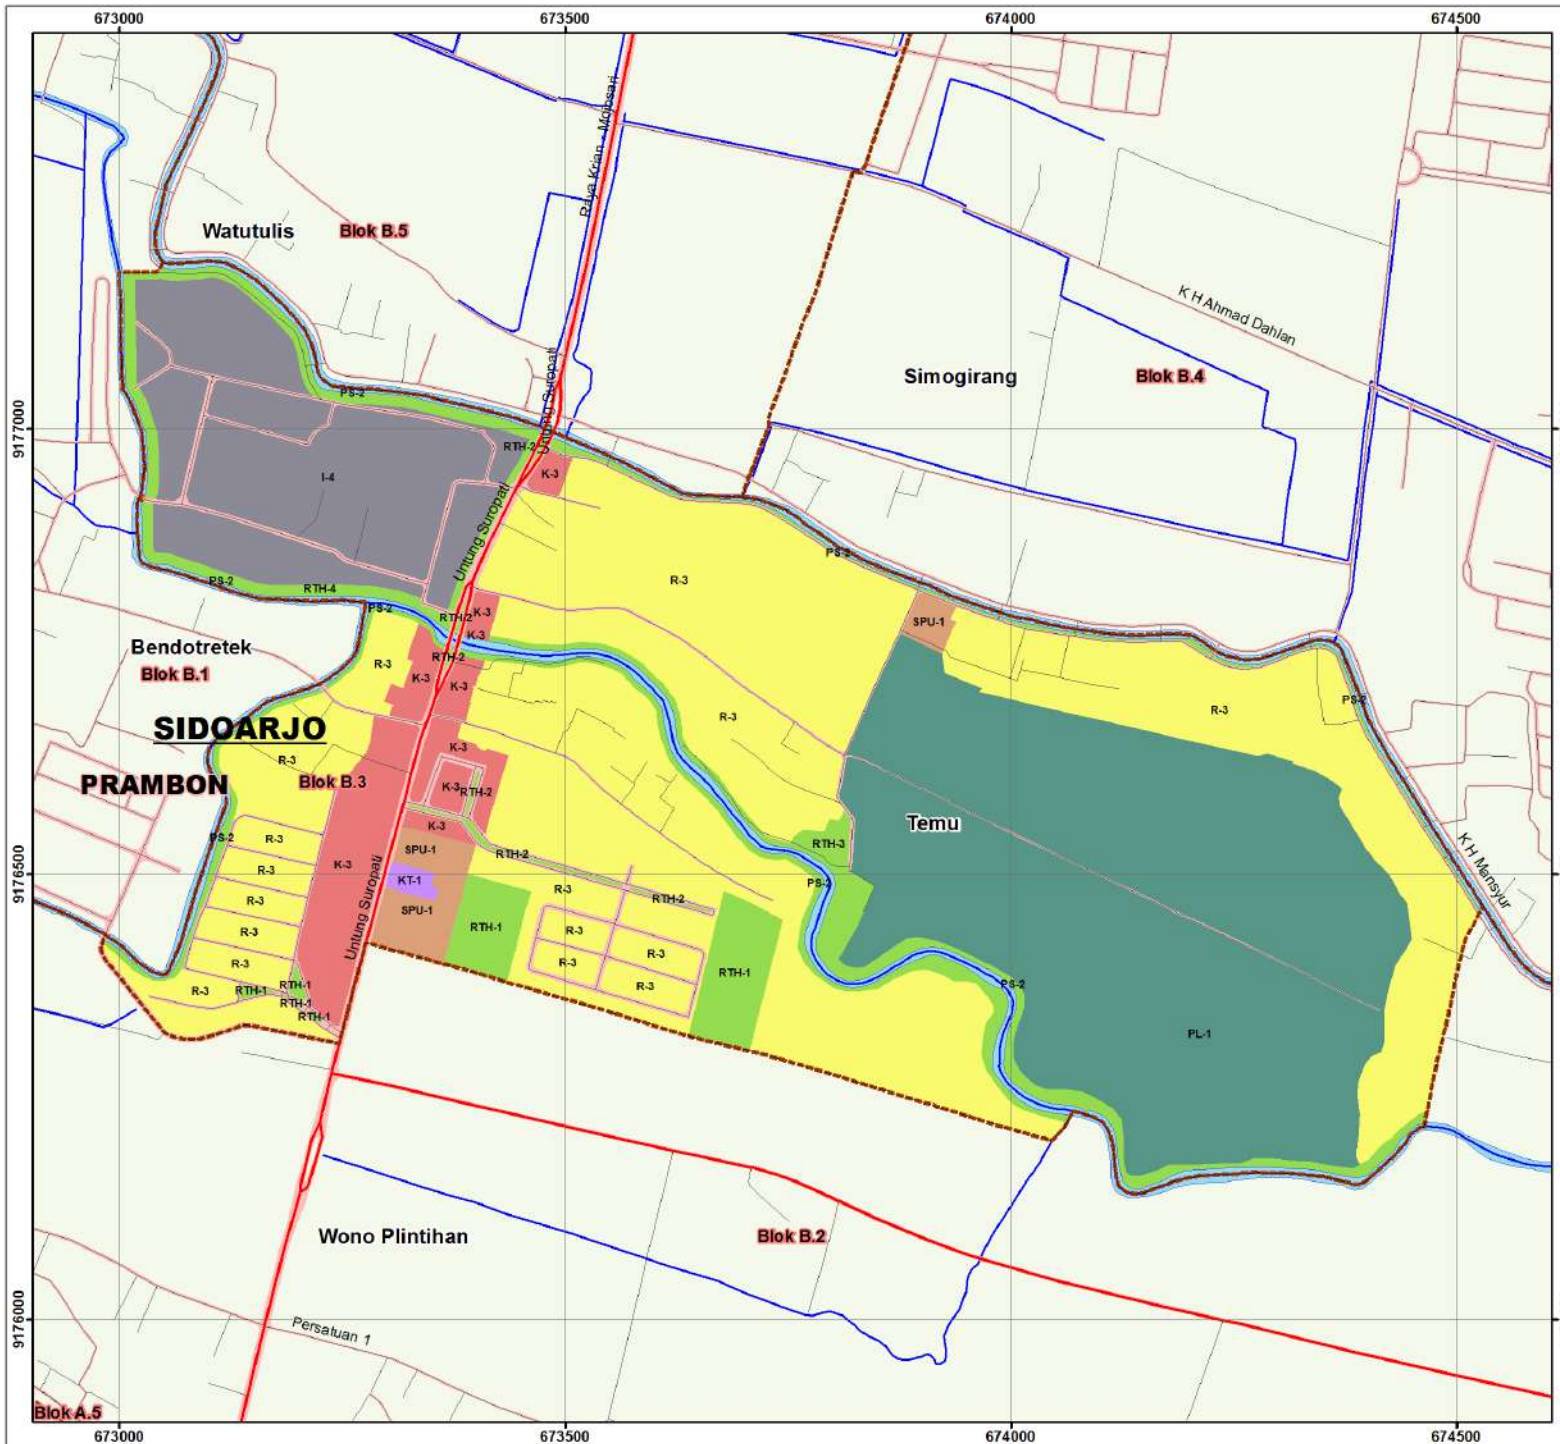 673000
673500
674000
674500
Raya Krian - Mojosari
Watutulis
Blok B.5
K H Ahmad Dahlan
Simogirang
Blok B.4
Untung Suropati
PS-2
9177000
9177000
RTH-2
K-3
I-4
Untung Suropati
PS-2
R-3
PS-2
RTH-4
PS-2
K-3
RTH-2
SPU-1
K-3
Bendotretek
RTH-2
R-3
Blok B.1
K-3
K-3
PS-2
R-3
R-3
SIDOARJO
K-3
R-3
PRAMBON
Blok B.3
K-3
RTH-2
Temu
K-3
PS-2
R-3
RTH-3
SPU-1
RTH-2
K-3
R-3
KT-1
PS-2
R-3
K H Mansyur
9176500
R-3
RTH-2
SPU-1
Untung Suropati
RTH-1
R-3
R-3
R-3
R-3
R-3
RTH-1
PS-2
R-3
RTH-1
RTH-1
R-3
RTH-1
RTH-1
PL-1
Wono Plintihan
Blok B.2
9176000
Persatuan 1
Blok A.5
673000
673500
674000
674500